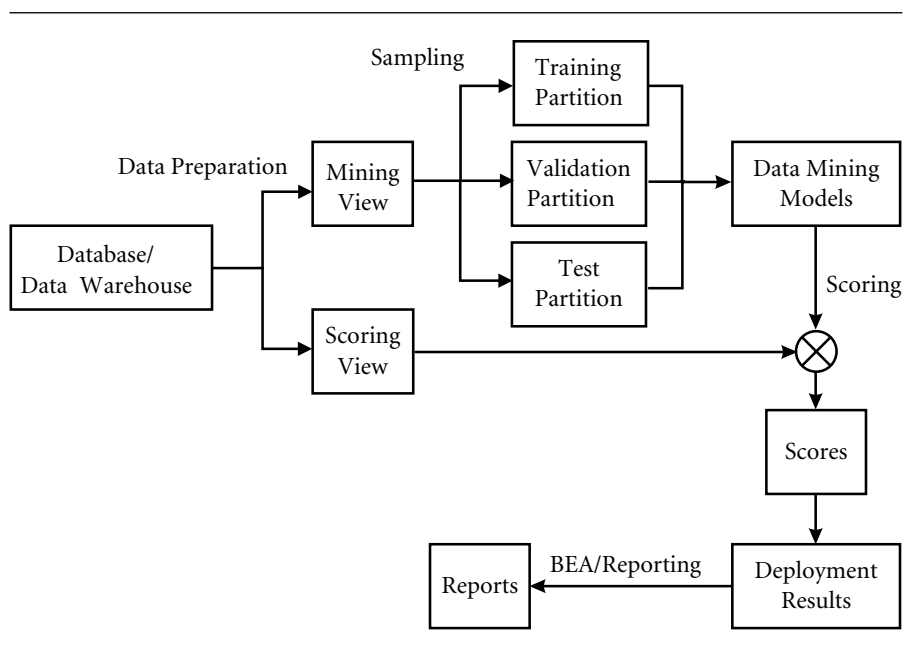 Sampling
Training
Partition
Data Preparation
Mining
View
Validation
Partition
Data Mining
Models
Database/
Data Warehouse
Test
Partition
Scoring
Scoring
View
Scores
BEA/Reporting
Reports
Deployment
Results